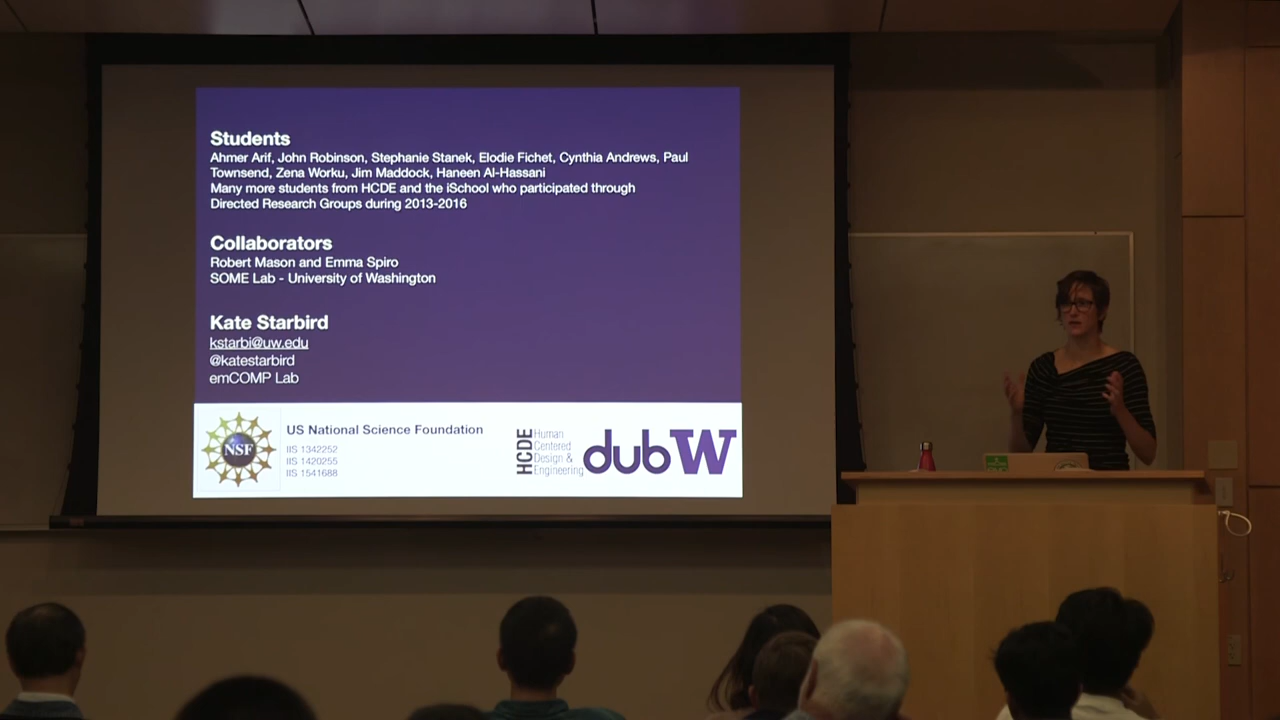 Students
Ahmer Arif, John Robinson, Stephanie Stanek, Elodie Fichet, Cynthia Andrews, Paul
Townsend, Zena Worku, Jim Maddock, Haneen Al-Hassani
Many more students from HCDE and the iSchool who participated through
Directed Research Groups during 2013-2016
Collaborators
Robert Mason and Emma Spiro
SOME Lab - University of Washington
Kate Starbird
kstarbi@uw.edu
@katestarbird
emCOMP Lab
NSF
US National Science Foundation
IIS 1342252
IIS 1420255
IIS 1541688
HCDE
Human
Centered
Design &
Engineering
dub
W